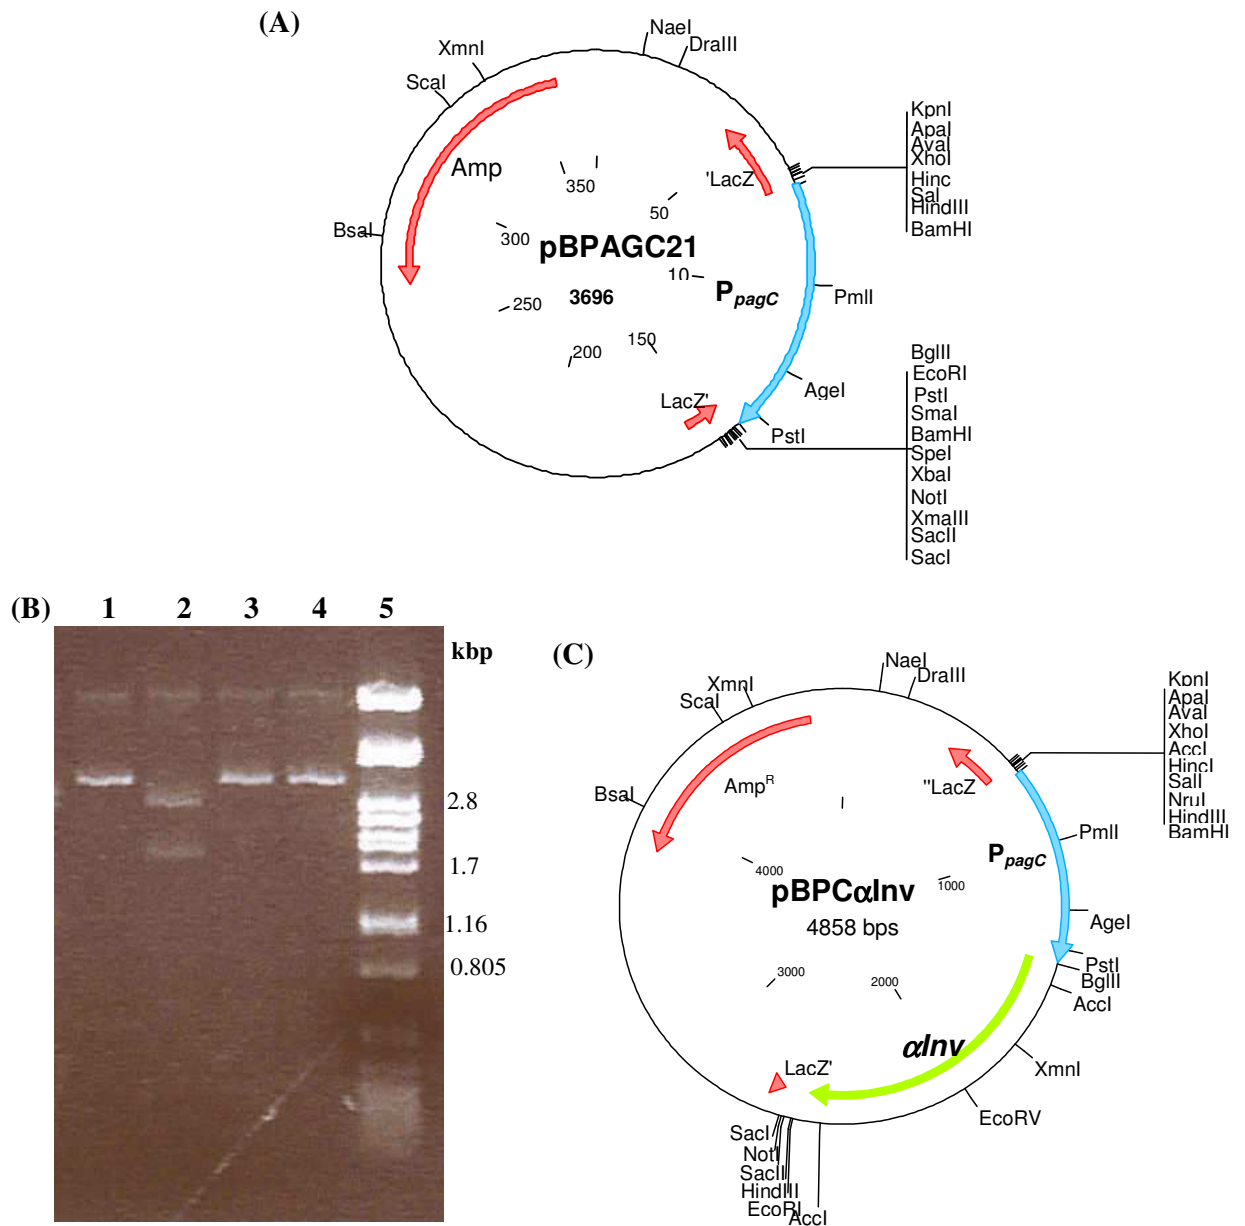 (A)
NaeI
DraIII
XmnI
ScaI
BsaI
Amp
'LacZ
KpnI
ApaI
AvaI
XhoI
Hinc
SalI
HindIII
BamHI
350
50
300
pBPAGC21
10
PpagC
PmlI
250
3696
150
200
AgeI
LacZ'
PstI
BglII
EcoRI
PstI
SmaI
BamHI
SpeI
XbaI
NotI
XmaIII
SacII
SacI
(B)
1 2 3 4 5
kbp
2.8
1.7
1.16
0.805
(C)
NaeI
DraIII
XmnI
ScaI
BsaI
AmpR
"LacZ
KpnI
ApaI
AvaI
XhoI
AccI
HincI
SalI
NruI
HindIII
BamHI
PmlI
PpagC
4000
1000
pBPCαInv
4858 bps
AgeI
3000
2000
PstI
BglII
AccI
αInv
XmnI
LacZ'
EcoRV
SacI
NotI
SacII
HindIII
EcoRI
AccI